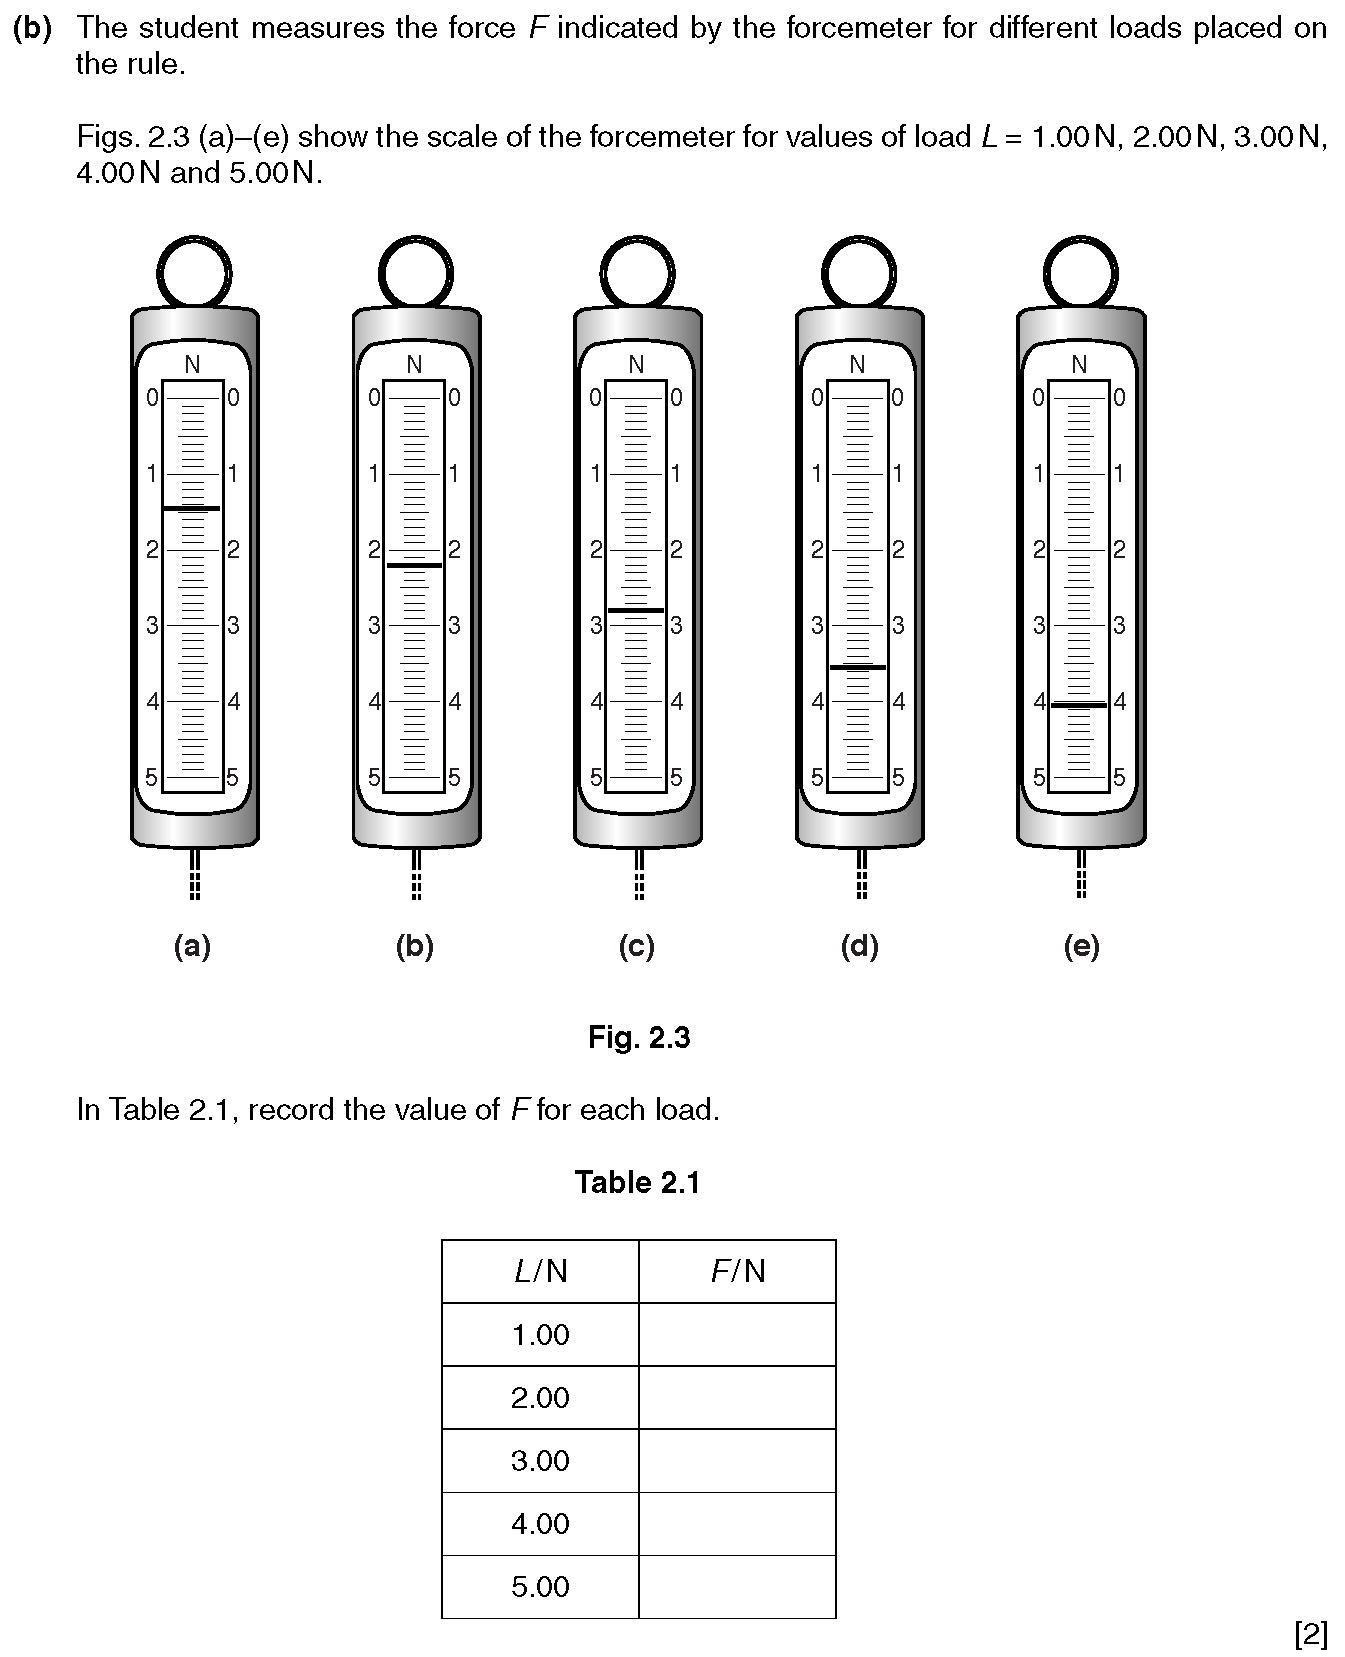 (b) The student measures the force F indicated by the forcemeter for different loads placed on
the rule.
Figs. 2.3 (a)–(e) show the scale of the forcemeter for values of load L = 1.00 N, 2.00 N, 3.00 N,
4.00 N and 5.00 N.
N N N N N
0 0 0 0 0 0 0 0 0 0
1 1 1 1 1 1 1 1 1 1
2 2 2 2 2 2 2 2 2 2
3 3 3 3 3 3 3 3 3 3
4 4 4 4 4 4 4 4 4 4
5 5 5 5 5 5 5 5 5 5
(a) (b) (c) (d) (e)
Fig. 2.3
In Table 2.1, record the value of F for each load.
Table 2.1
L/N F/N
1.00
2.00
3.00
4.00
5.00
[2]